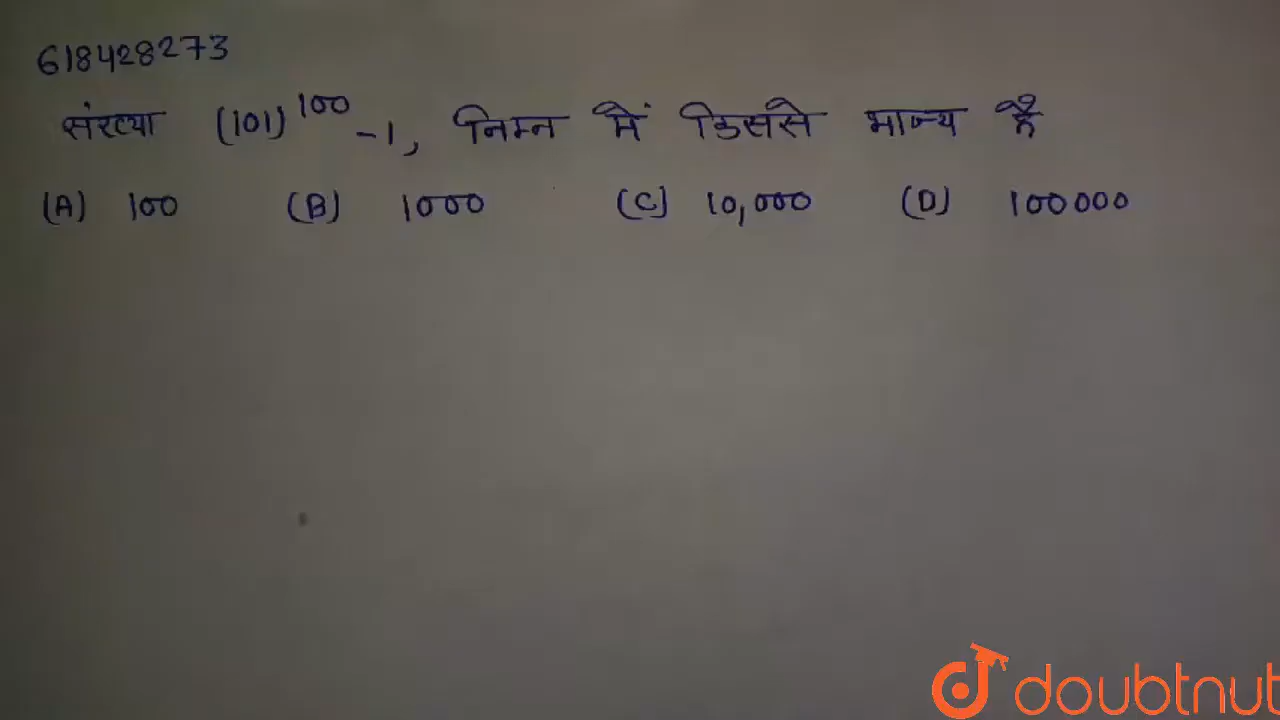 618428273
संख्या (101)^100 -1, निम्न में किससे भाज्य है
(A) 100 (B) 1000 (C) 10,000 (D) 100000
doubtnut